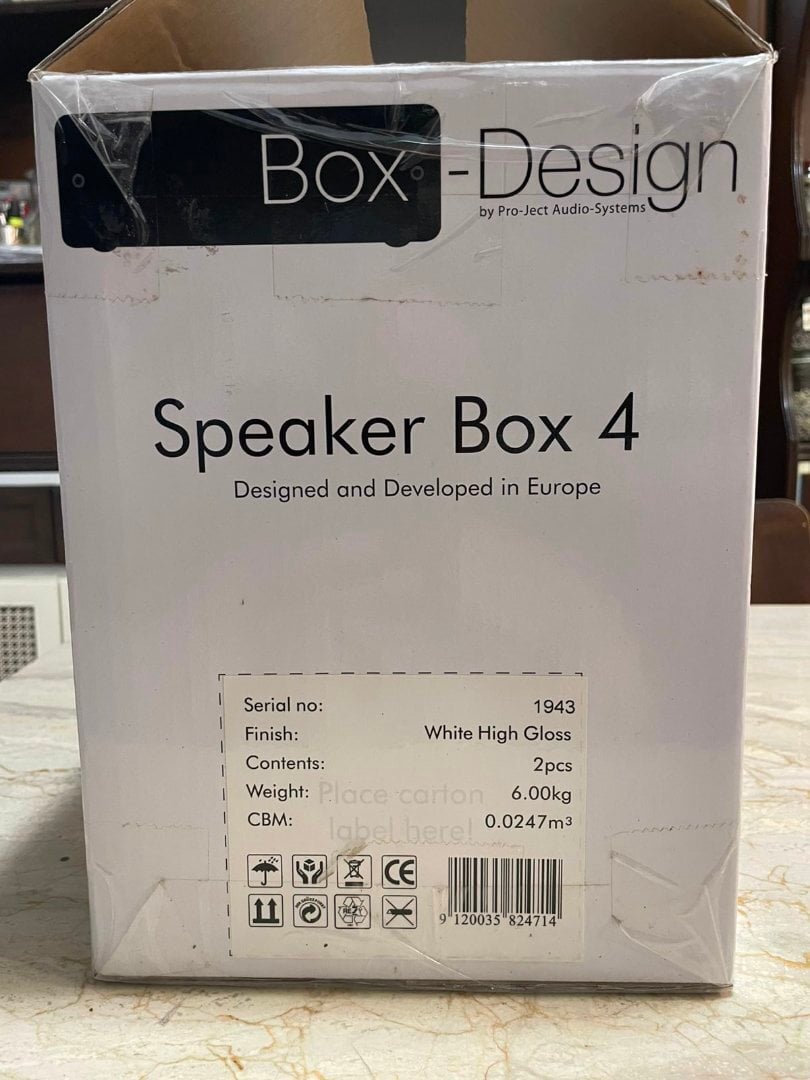 Box-Design
by Pro-Ject Audio-Systems
Speaker Box 4
Designed and Developed in Europe
Serial no: 1943
Finish: White High Gloss
Contents: 2pcs
Weight: 6.00kg
CBM: 0.0247m³
Place carton
label here!
CE
RESY
9 120035 824714